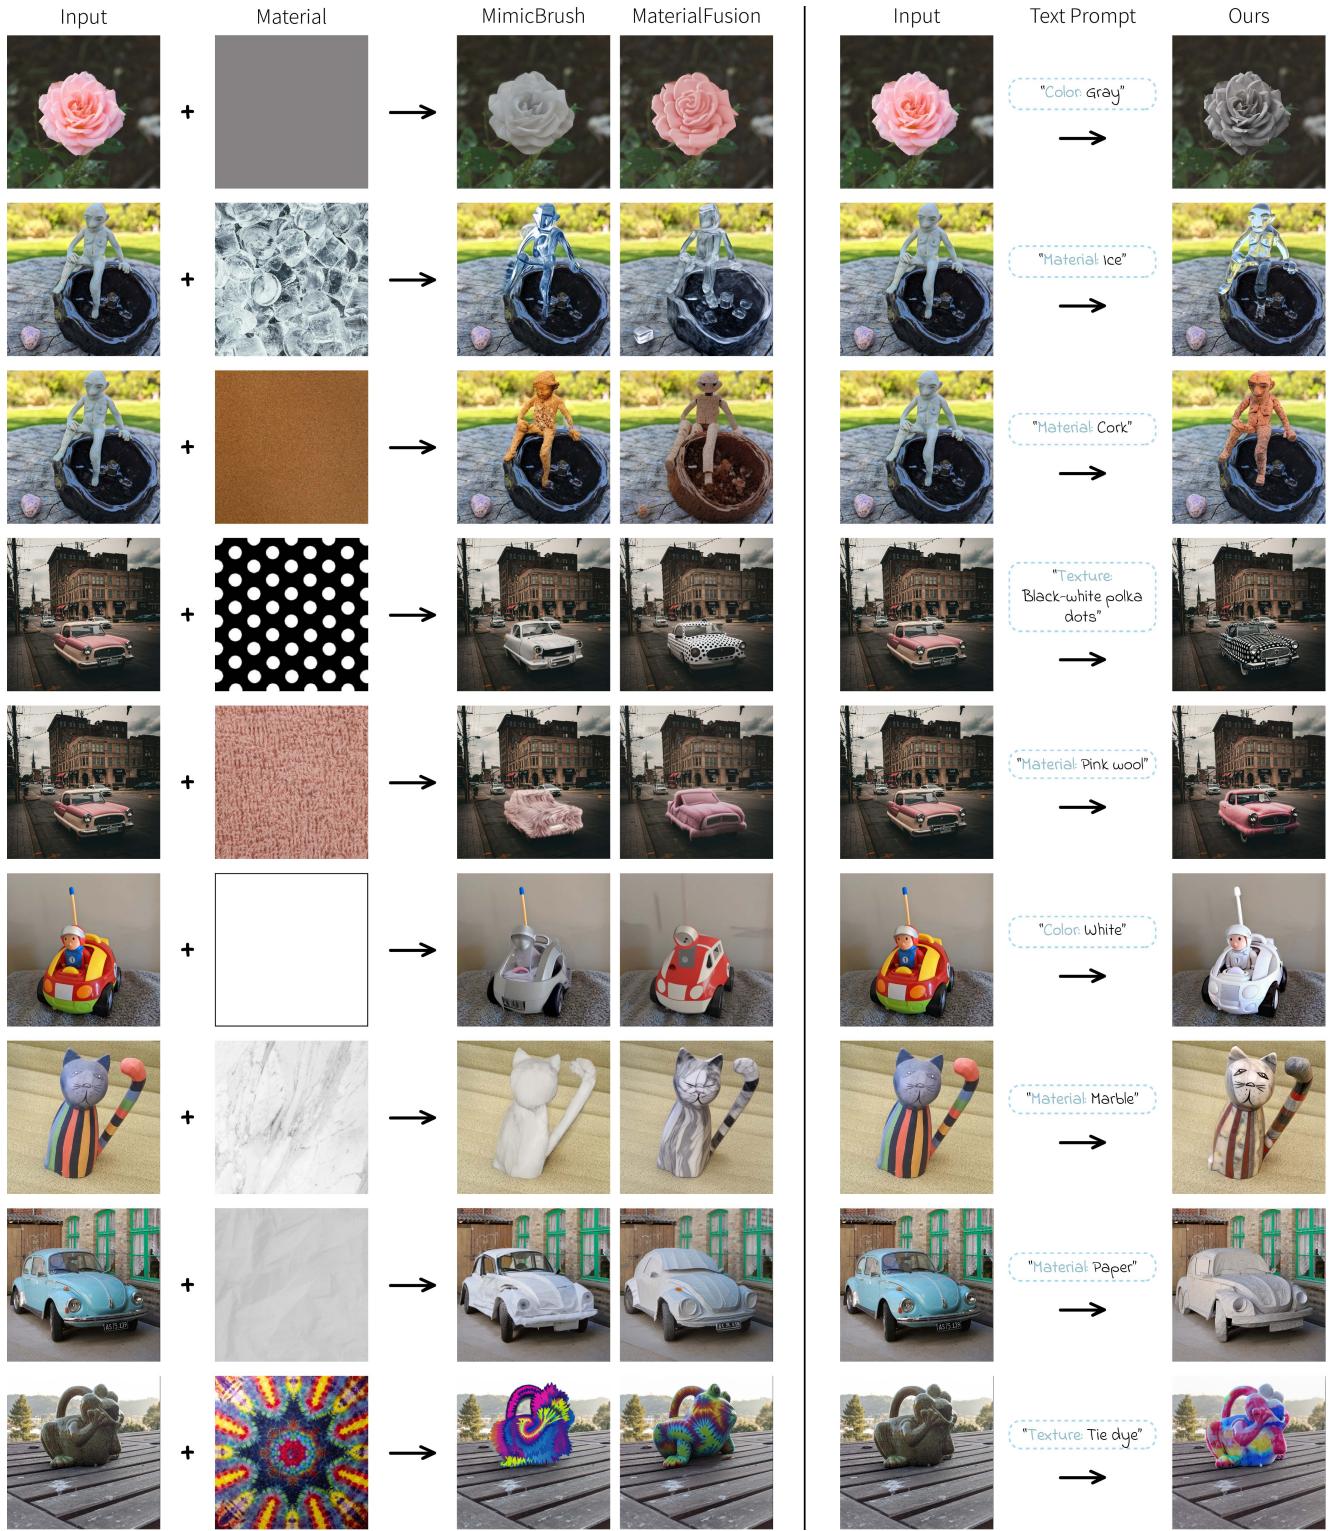 Input Material MimicBrush MaterialFusion Input Text Prompt Ours
+
"Color: Gray"
+
"Material: Ice"
+
"Material: Cork"
+
"Texture:
Black-white polka
dots"
+
"Material: Pink wool"
+
"Color: White"
+
"Material: Marble"
+
"Material: Paper"
+
"Texture: Tie dye"